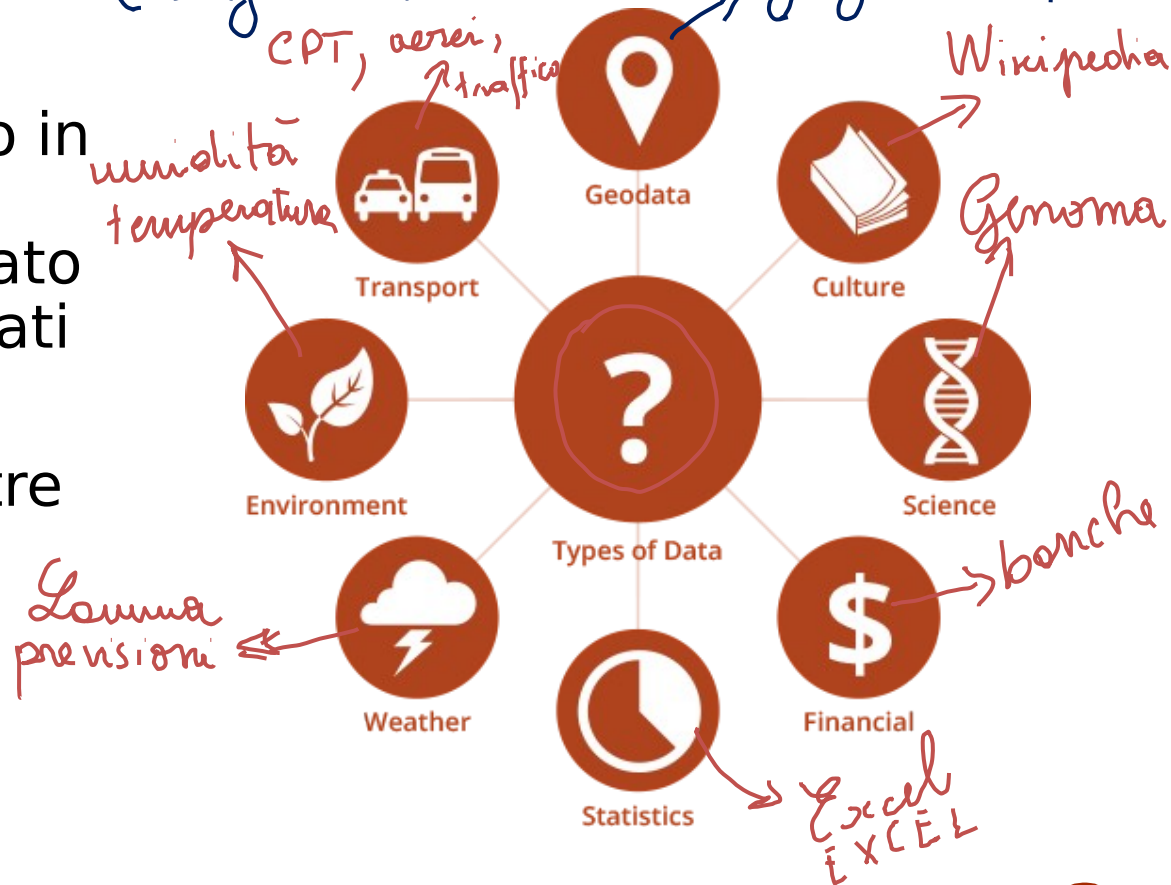 CPT, aerei,
traffico
Wikipedia
o in
umidità
temperatura
Geodata
Genoma
ato
ati
Transport
Culture
?
tre
Environment
Science
Types of Data
banche
Lamma
previsioni
$
Weather
Financial
Statistics
Excel
EXCEL